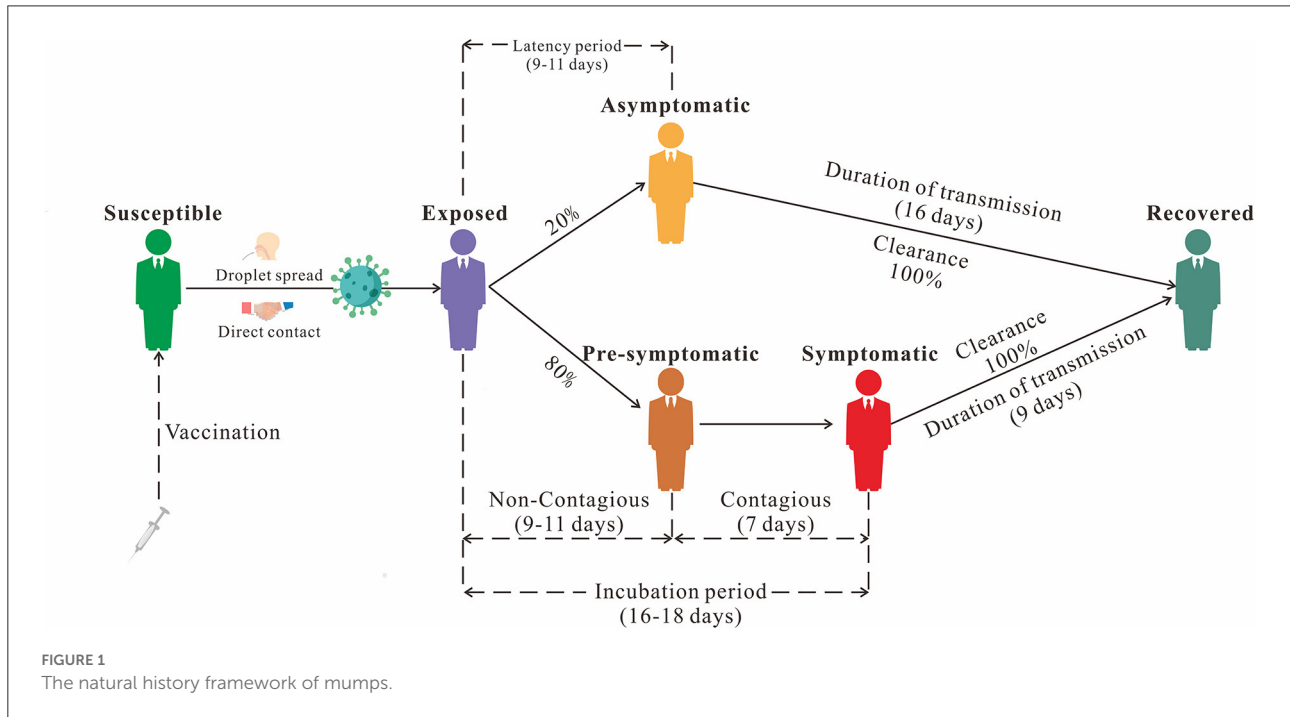 Latency period
(9-11 days)
Asymptomatic
Duration of transmission
(16 days)
Susceptible
Exposed
20%
Recovered
Clearance
100%
Droplet spread
Direct contact
80%
Pre-symptomatic
Symptomatic
Clearance
100%
Duration of transmission
(9 days)
Vaccination
Non-Contagious
(9-11 days)
Contagious
(7 days)
Incubation period
(16-18 days)
FIGURE 1
The natural history framework of mumps.